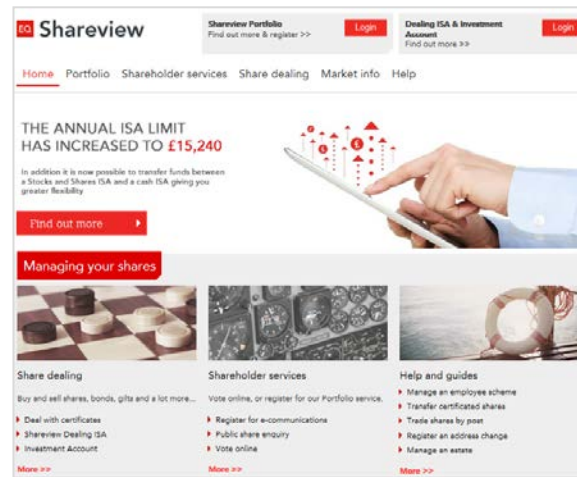 EQ Shareview
Shareview Portfolio
Find out more & register >>
Login
Dealing ISA & Investment
Account
Find out more >>
Login
Home Portfolio Shareholder services Share dealing Market info Help
THE ANNUAL ISA LIMIT
HAS INCREASED TO £15,240
In addition it is now possible to transfer funds between
a Stocks and Shares ISA and a cash ISA giving you
greater flexibility
Find out more
Managing your shares
Share dealing
Buy and sell shares, bonds, gilts and a lot more...
Deal with certificates
Shareview Dealing ISA
Investment Account
More >>
Shareholder services
Vote online, or register for our Portfolio service.
Register for e-communications
Public share enquiry
Vote online
More >>
Help and guides
Manage an employee scheme
Transfer certificated shares
Trade shares by post
Register an address change
Manage an estate
More >>